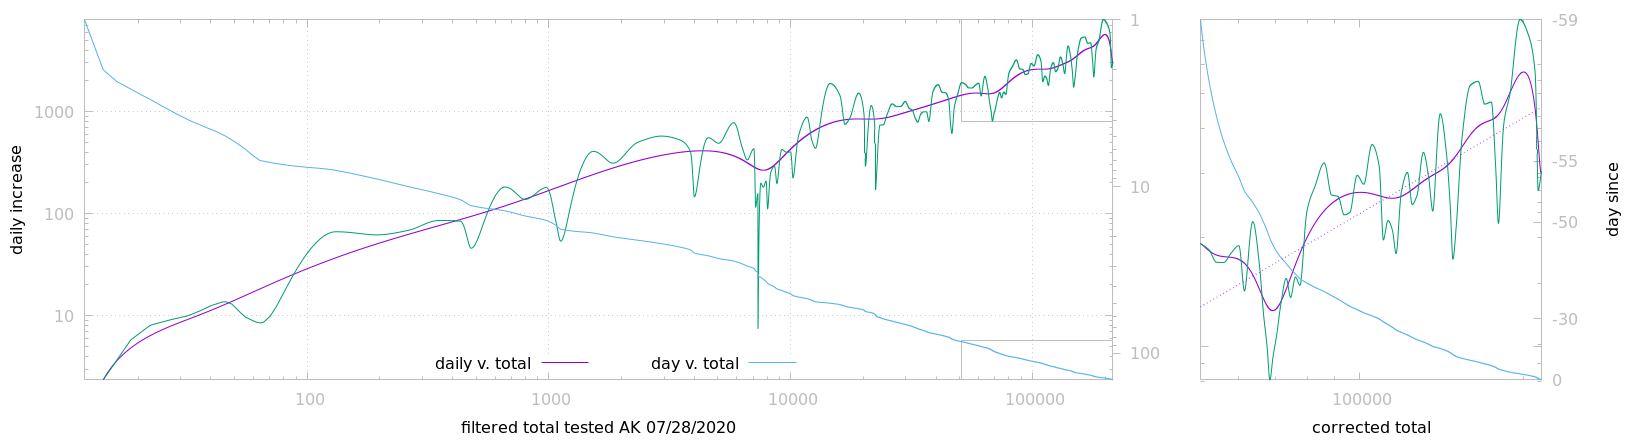 1000
100
10
daily increase
1
10
100
daily v. total
day v. total
100
1000
10000
100000
filtered total tested AK 07/28/2020
-59
-55
-50
-30
0
day since
100000
corrected total